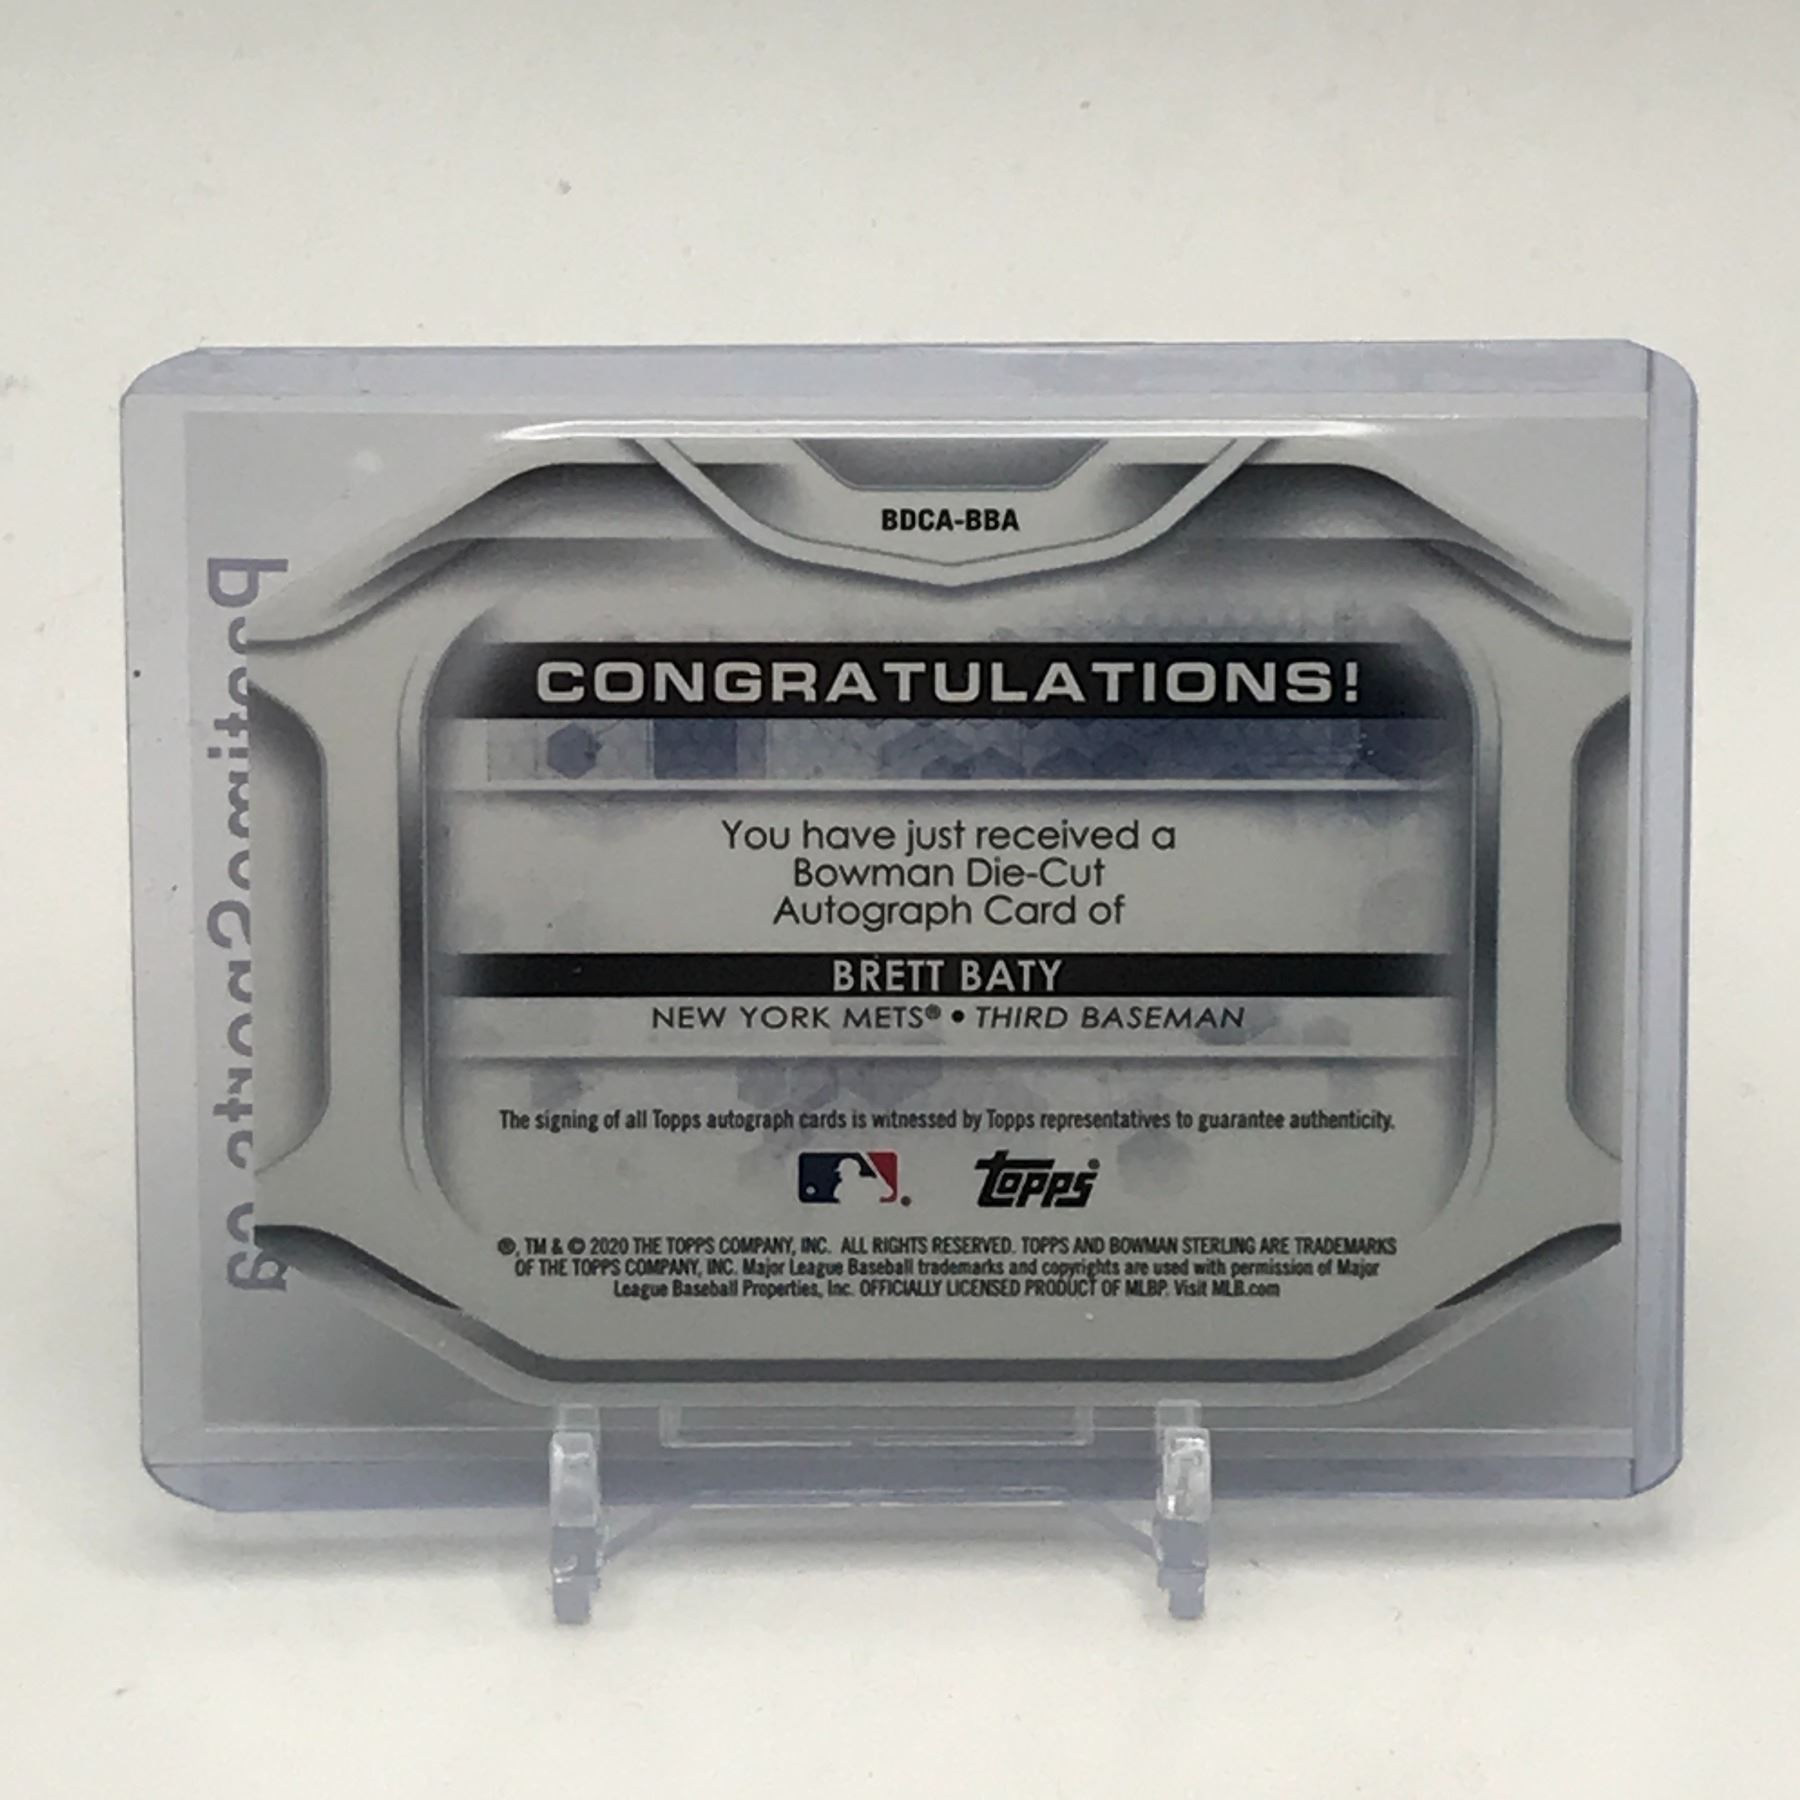 BDCA-BBA
CONGRATULATIONS!
You have just received a
Bowman Die-Cut
Autograph Card of
BRETT BATY
NEW YORK METS® • THIRD BASEMAN
The signing of all Topps autograph cards is witnessed by Topps representatives to guarantee authenticity.
topps
®, TM & © 2020 THE TOPPS COMPANY, INC. ALL RIGHTS RESERVED. TOPPS AND BOWMAN STERLING ARE TRADEMARKS
OF THE TOPPS COMPANY, INC. Major League Baseball trademarks and copyrights are used with permission of Major
League Baseball Properties, Inc. OFFICIALLY LICENSED PRODUCT OF MLBP. Visit MLB.com